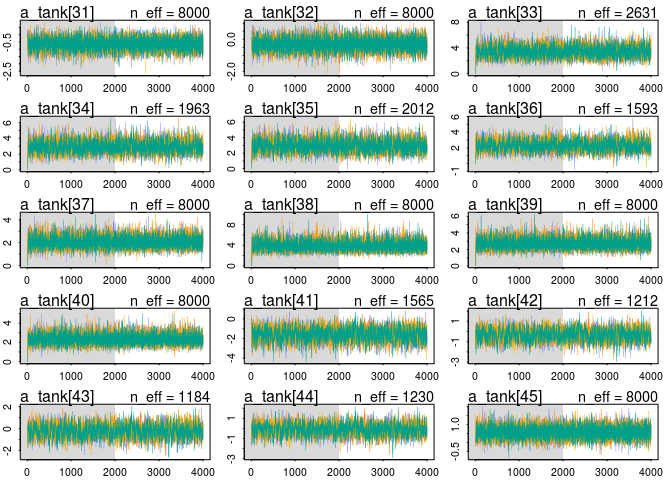 a_tank[31] n_eff = 8000 a_tank[32] n_eff = 8000 a_tank[33] n_eff = 2631
-2.5 -0.5 -2.0 0.0 0 4 8
0 1000 2000 3000 4000 0 1000 2000 3000 4000 0 1000 2000 3000 4000
a_tank[34] n_eff = 1963 a_tank[35] n_eff = 2012 a_tank[36] n_eff = 1593
0 2 4 6 0 2 4 6 -1 2 4 6
0 1000 2000 3000 4000 0 1000 2000 3000 4000 0 1000 2000 3000 4000
a_tank[37] n_eff = 8000 a_tank[38] n_eff = 8000 a_tank[39] n_eff = 8000
0 2 4 0 4 8 0 2 4 6
0 1000 2000 3000 4000 0 1000 2000 3000 4000 0 1000 2000 3000 4000
a_tank[40] n_eff = 8000 a_tank[41] n_eff = 1565 a_tank[42] n_eff = 1212
0 2 4 -4 -2 0 -3 -1 1
0 1000 2000 3000 4000 0 1000 2000 3000 4000 0 1000 2000 3000 4000
a_tank[43] n_eff = 1184 a_tank[44] n_eff = 1230 a_tank[45] n_eff = 8000
-2 0 2 -3 -1 1 -0.5 1.0
0 1000 2000 3000 4000 0 1000 2000 3000 4000 0 1000 2000 3000 4000